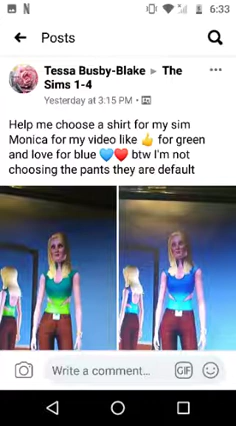 6:33
Posts
Tessa Busby-Blake ▸ The
Sims 1-4
Yesterday at 3:15 PM ·
Help me choose a shirt for my sim
Monica for my video like 👍 for green
and love for blue 💙❤️ btw I'm not
choosing the pants they are default
Write a comment...
GIF